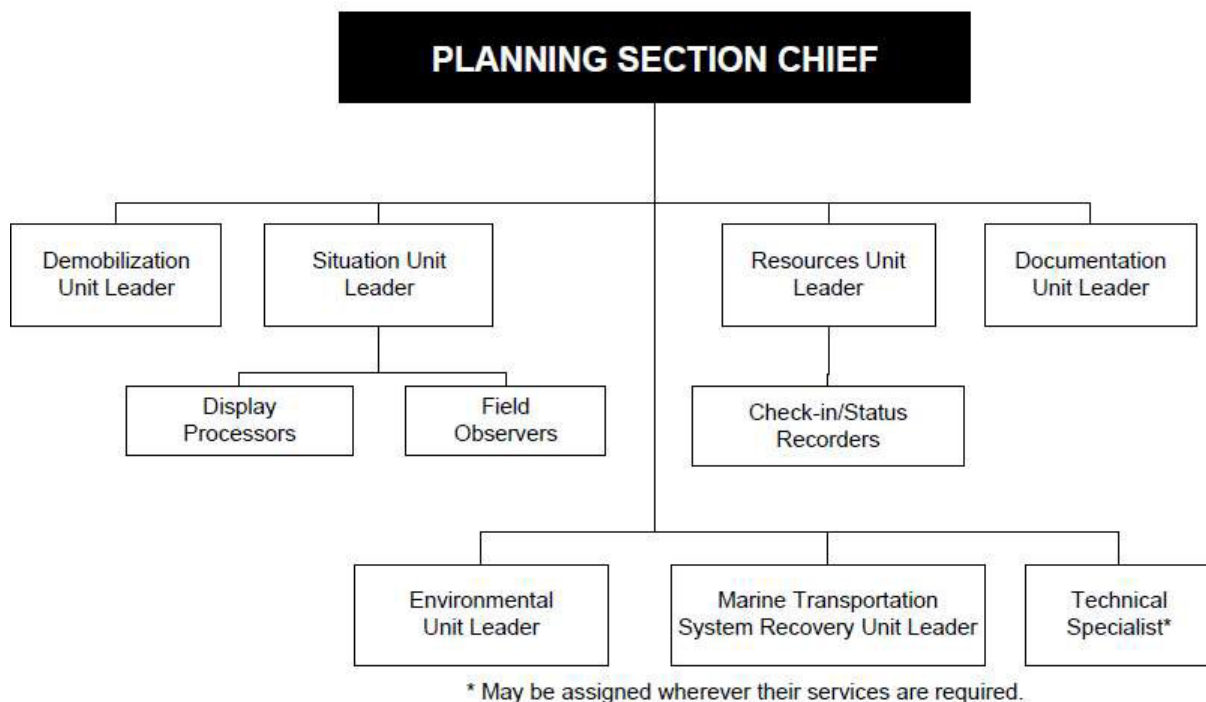 PLANNING SECTION CHIEF
Demobilization
Unit Leader
Situation Unit
Leader
Resources Unit
Leader
Documentation
Unit Leader
Display
Processors
Field
Observers
Check-in/Status
Recorders
Environmental
Unit Leader
Marine Transportation
System Recovery Unit Leader
Technical
Specialist*
* May be assigned wherever their services are required.